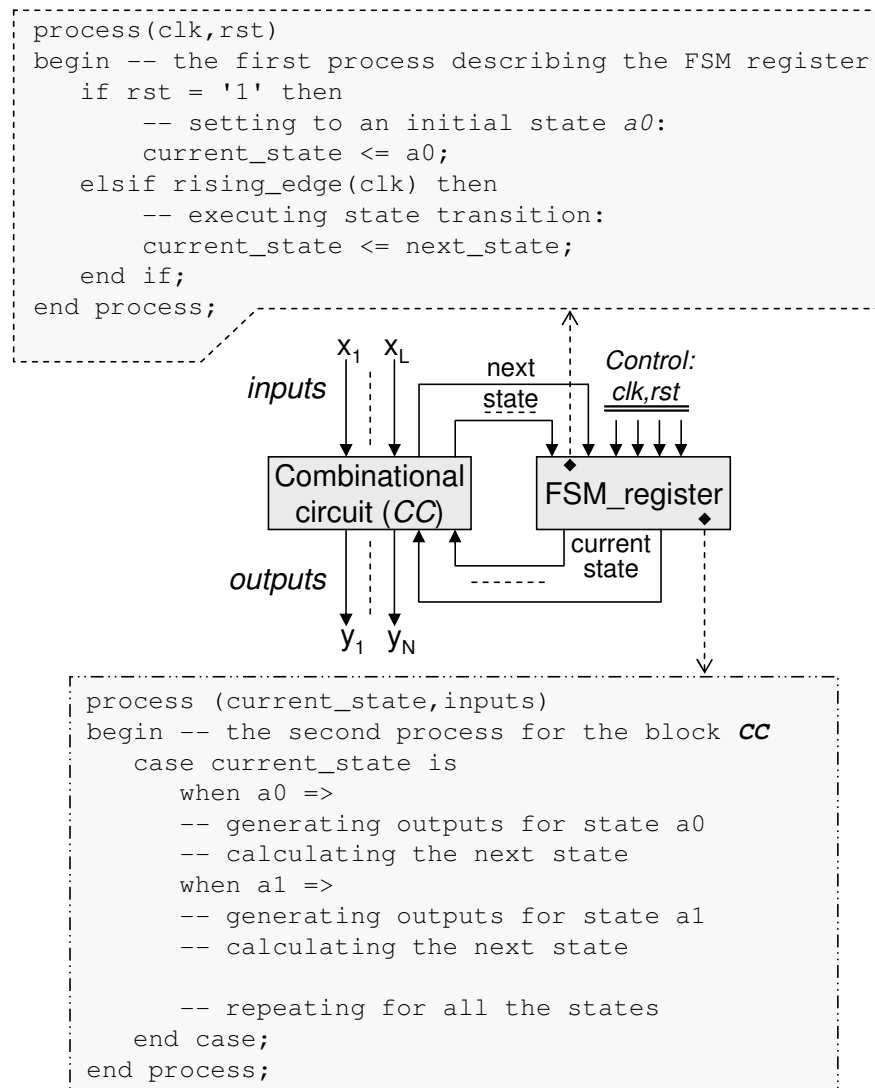 process(clk,rst)
begin -- the first process describing the FSM register
if rst = '1' then
-- setting to an initial state a0:
current_state <= a0;
elsif rising_edge(clk) then
-- executing state transition:
current_state <= next_state;
end if;
end process;
x1 xL
inputs
next
state
Control:
clk,rst
Combinational
circuit (CC)
FSM_register
current
state
outputs
y1 yN
process (current_state,inputs)
begin -- the second process for the block CC
case current_state is
when a0 =>
-- generating outputs for state a0
-- calculating the next state
when a1 =>
-- generating outputs for state a1
-- calculating the next state
-- repeating for all the states
end case;
end process;